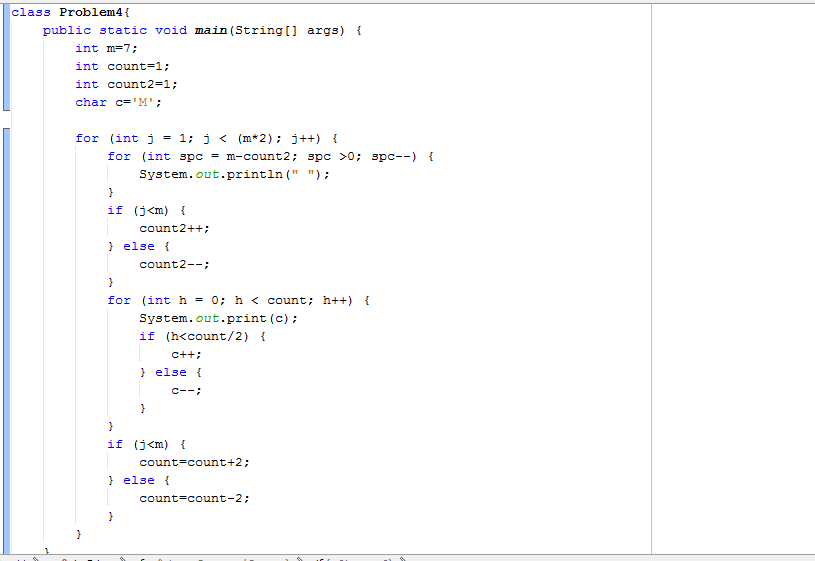 class Problem4{
public static void main(String[] args) {
int m=7;
int count=1;
int count2=1;
char c='M';
for (int j = 1; j < (m*2); j++) {
for (int spc = m-count2; spc >0; spc--) {
System.out.println(" ");
}
if (j<m) {
count2++;
} else {
count2--;
}
for (int h = 0; h < count; h++) {
System.out.print(c);
if (h<count/2) {
c++;
} else {
c--;
}
}
if (j<m) {
count=count+2;
} else {
count=count-2;
}
}
}